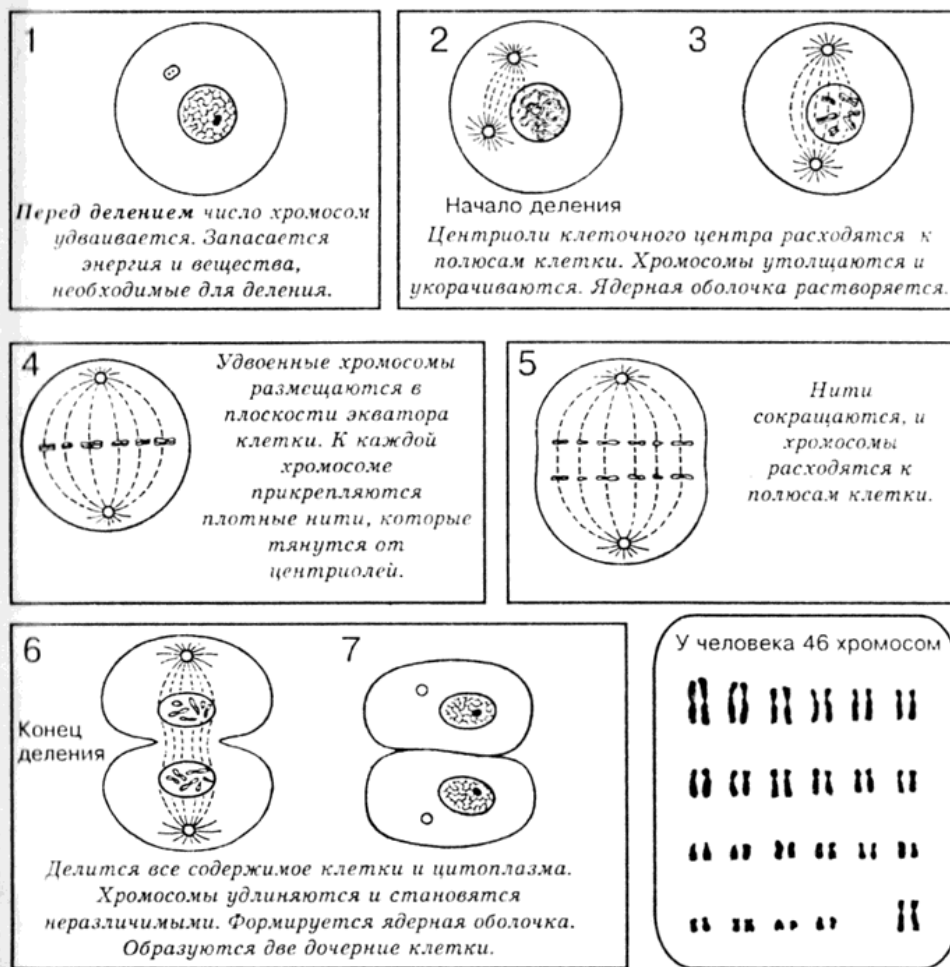 1
Перед делением число хромосом
удваивается. Запасается
энергия и вещества,
необходимые для деления.
2
3
Начало деления
Центриоли клеточного центра расходятся к
полюсам клетки. Хромосомы утолщаются и
укорачиваются. Ядерная оболочка растворяется.
4
Удвоенные хромосомы
размещаются в
плоскости экватора
клетки. К каждой
хромосоме
прикрепляются
плотные нити, которые
тянутся от
центриолей.
5
Нити
сокращаются, и
хромосомы
расходятся к
полюсам клетки.
6
7
Конец
деления
Делится все содержимое клетки и цитоплазма.
Хромосомы удлиняются и становятся
неразличимыми. Формируется ядерная оболочка.
Образуются две дочерние клетки.
У человека 46 хромосом